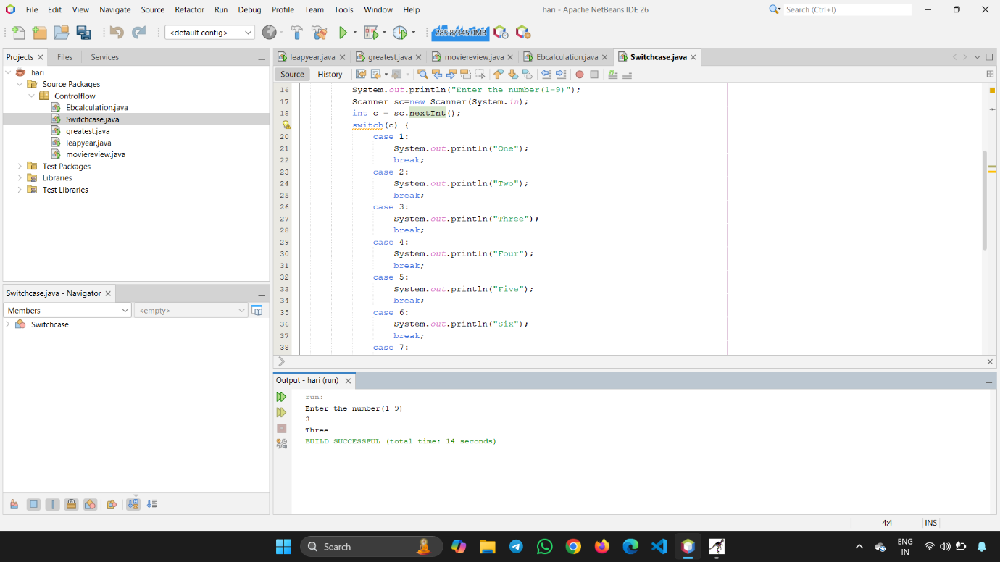 File Edit View Navigate Source Refactor Run Debug Profile Team Tools Window Help
hari - Apache NetBeans IDE 26
Search (Ctrl+I)
<default config>
285.8/345.0MB
Projects Files Services
leapyear.java greatest.java moviereview.java Ebcalculation.java Switchcase.java
Source History
hari
Source Packages
Controlflow
Ebcalculation.java
Switchcase.java
greatest.java
leapyear.java
moviereview.java
Test Packages
Libraries
Test Libraries
16 System.out.println("Enter the number(1-9)");
17 Scanner sc=new Scanner(System.in);
18 int c = sc.nextInt();
switch(c) {
20 case 1:
21 System.out.println("One");
22 break;
23 case 2:
24 System.out.println("Two");
25 break;
26 case 3:
27 System.out.println("Three");
28 break;
29 case 4:
30 System.out.println("Four");
31 break;
32 case 5:
33 System.out.println("Five");
34 break;
35 case 6:
36 System.out.println("Six");
37 break;
38 case 7:
Switchcase.java - Navigator
Members <empty>
Switchcase
Output - hari (run)
run:
Enter the number(1-9)
3
Three
BUILD SUCCESSFUL (total time: 14 seconds)
4:4 INS
Search
ENG
IN